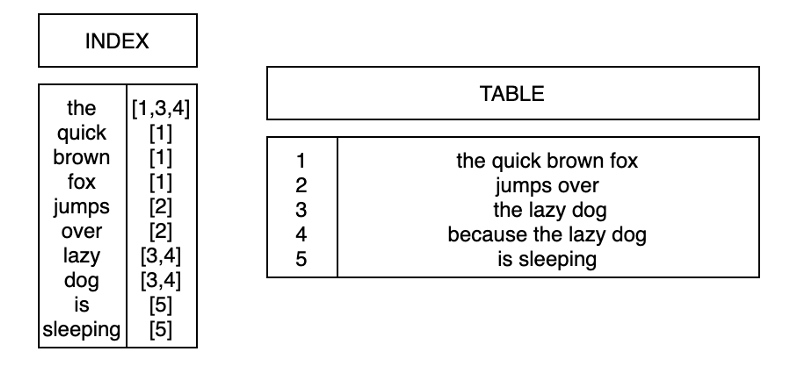 INDEX
the [1,3,4]
quick [1]
brown [1]
fox [1]
jumps [2]
over [2]
lazy [3,4]
dog [3,4]
is [5]
sleeping [5]
TABLE
1 the quick brown fox
2 jumps over
3 the lazy dog
4 because the lazy dog
5 is sleeping